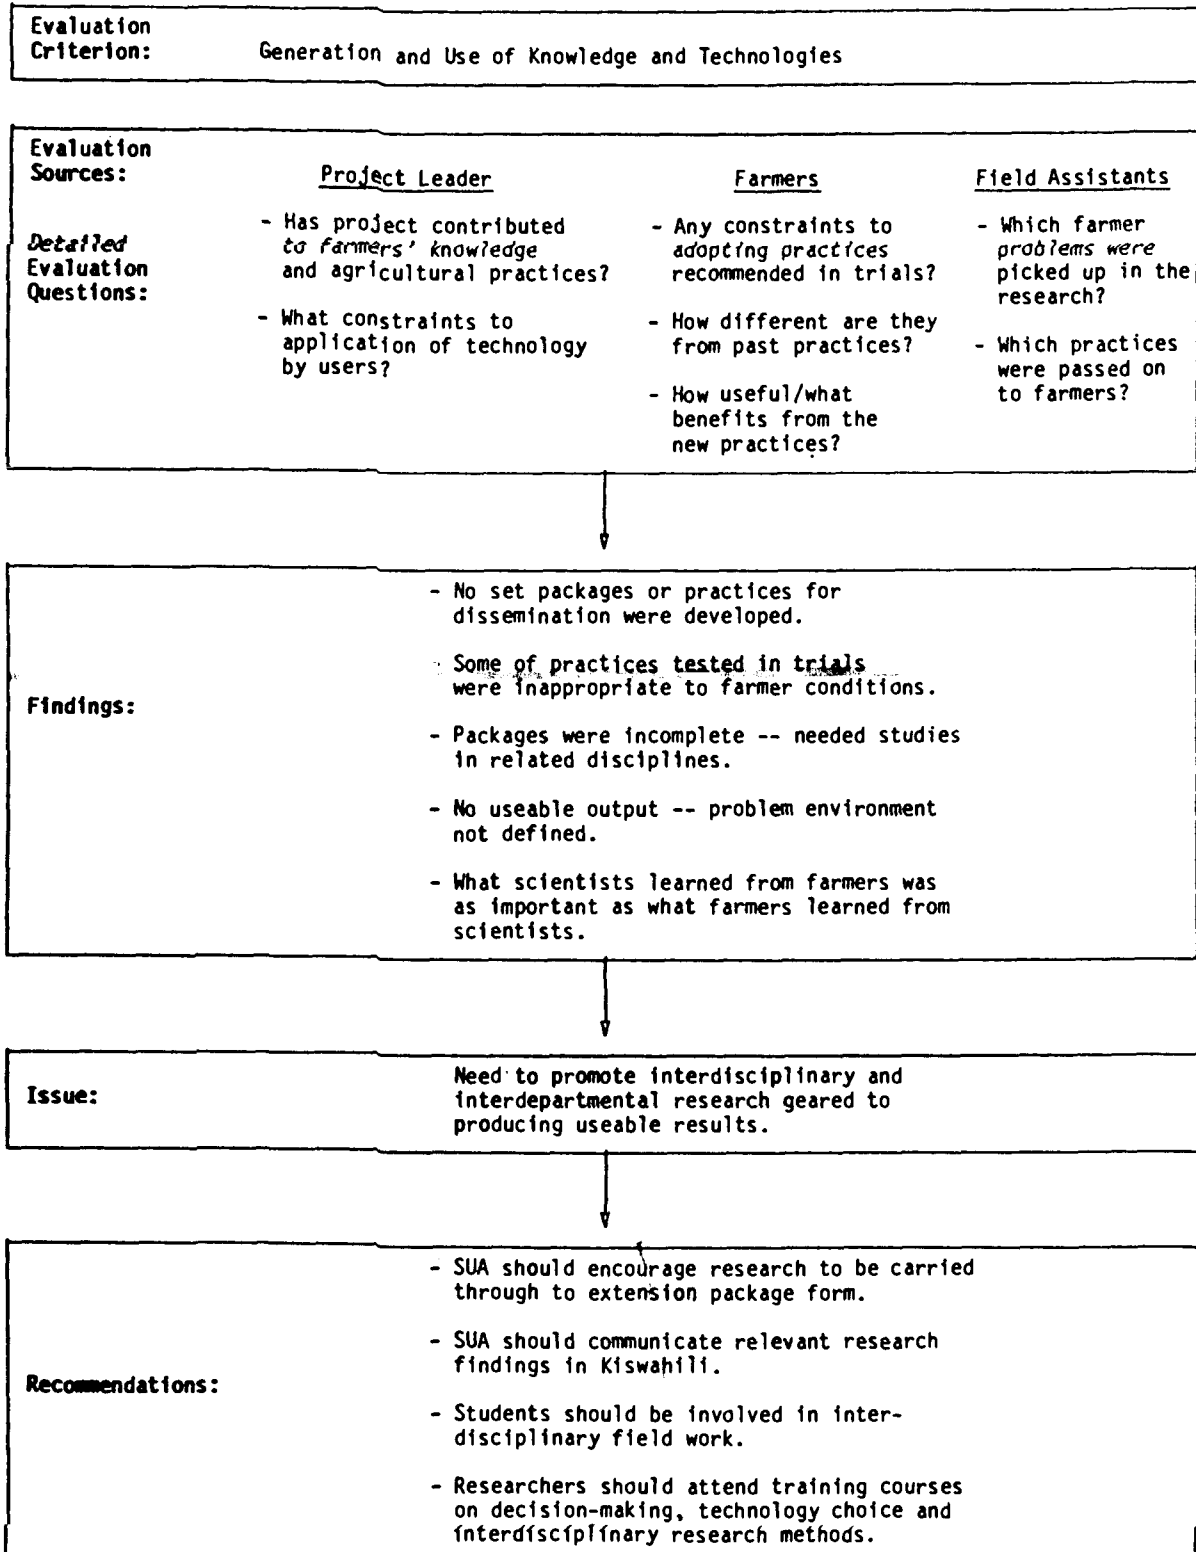 Evaluation
Criterion: Generation and Use of Knowledge and Technologies
Evaluation
Sources: Project Leader Farmers Field Assistants
Detailed
Evaluation
Questions:
- Has project contributed
to farmers' knowledge
and agricultural practices?
- What constraints to
application of technology
by users?
- Any constraints to
adopting practices
recommended in trials?
- How different are they
from past practices?
- How useful/what
benefits from the
new practices?
- Which farmer
problems were
picked up in the
research?
- Which practices
were passed on
to farmers?
Findings:
- No set packages or practices for
dissemination were developed.
- Some of practices tested in trials
were inappropriate to farmer conditions.
- Packages were incomplete -- needed studies
in related disciplines.
- No useable output -- problem environment
not defined.
- What scientists learned from farmers was
as important as what farmers learned from
scientists.
Issue:
Need to promote interdisciplinary and
interdepartmental research geared to
producing useable results.
Recommendations:
- SUA should encourage research to be carried
through to extension package form.
- SUA should communicate relevant research
findings in Kiswahili.
- Students should be involved in inter-
disciplinary field work.
- Researchers should attend training courses
on decision-making, technology choice and
interdisciplinary research methods.